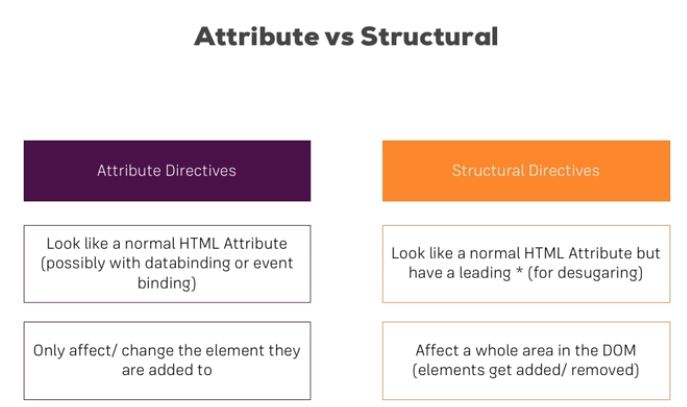 Attribute vs Structural
Attribute Directives
Structural Directives
Look like a normal HTML Attribute
(possibly with databinding or event
binding)
Look like a normal HTML Attribute but
have a leading * (for desugaring)
Only affect/ change the element they
are added to
Affect a whole area in the DOM
(elements get added/ removed)